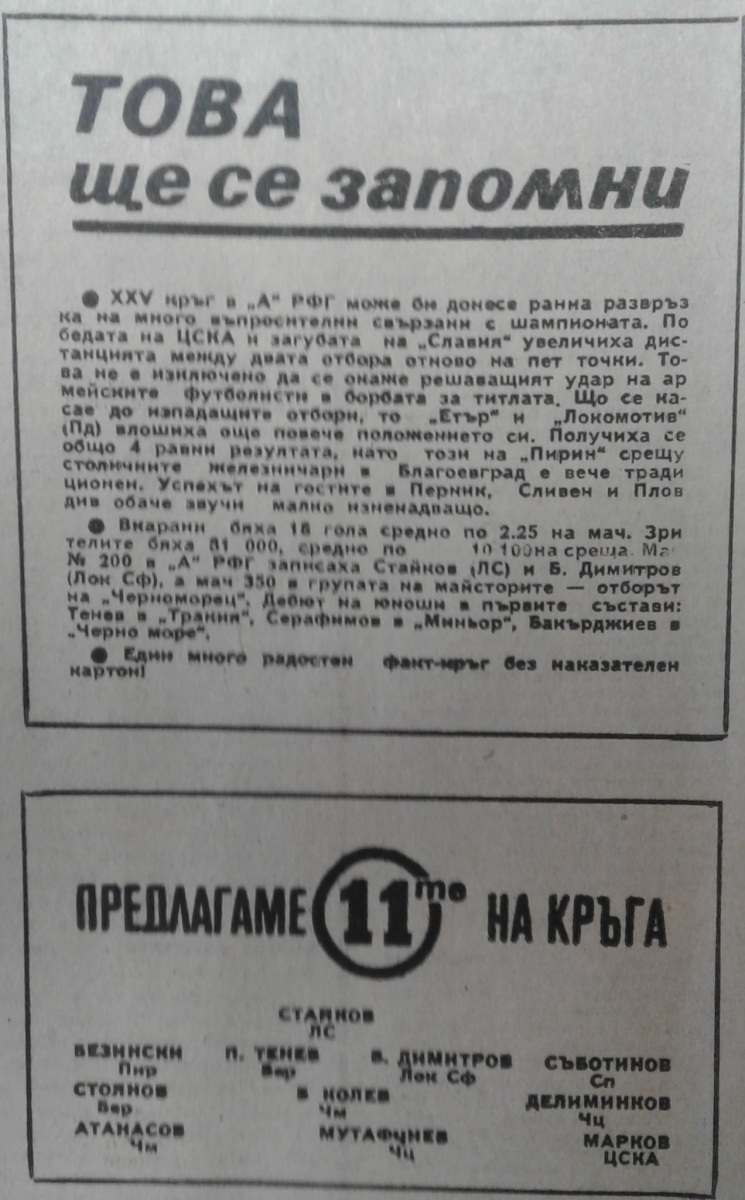 ТОВА
ще се запомни
● XXV кръг в „А“ РФГ може би донесе ранна развръз
ка на много въпросителни свързани с шампионата. По
бедата на ЦСКА и загубата на „Славия“ увеличиха дис-
танцията между двата отбора отново на пет точки. То-
ва не е изключено да се окаже решаващият удар на ар
мейските футболисти в борбата за титлата. Що се ка-
сае до изпадащите отбори, то „Етър“ и „Локомотив“
(Пд) влошиха още повече положението си. Получиха се
общо 4 равни резултата, като този на „Пирин“ срещу
столичните железничари в Благоевград е вече тради
ционен. Успехът на гостите в Перник, Сливен и Плов
див обаче звучи малко изненадващо.
● Вкарани бяха 18 гола средно по 2.25 на мач. Зри
телите бяха 81 000, средно по 10 100 на среща. Мач
№ 200 в „А“ РФГ записаха Стайков (ЛС) и Б. Димитров
(Лок Сф), а мач 350 в групата на майсторите — отборът
на „Черноморец“. Дебют на юноши в първите състави:
Тенев в „Тракия“, Серафимов в „Миньор“, Бакърджиев в
„Черно море“.
● Един много радостен факт-кръг без наказателен
картон!
ПРЕДЛАГАМЕ 11те НА КРЪГА
СТАЙКОВ
ЛС
БЕЗИНСКИ П. ТЕНЕВ Б. ДИМИТРОВ СЪБОТИНОВ
Пир Бер Лок Сф Сл
СТОЯНОВ В КОЛЕВ ДЕЛИМИНКОВ
Бер Чм Чц
АТАНАСОВ МУТАФЧИЕВ МАРКОВ
Чм Чц ЦСКА